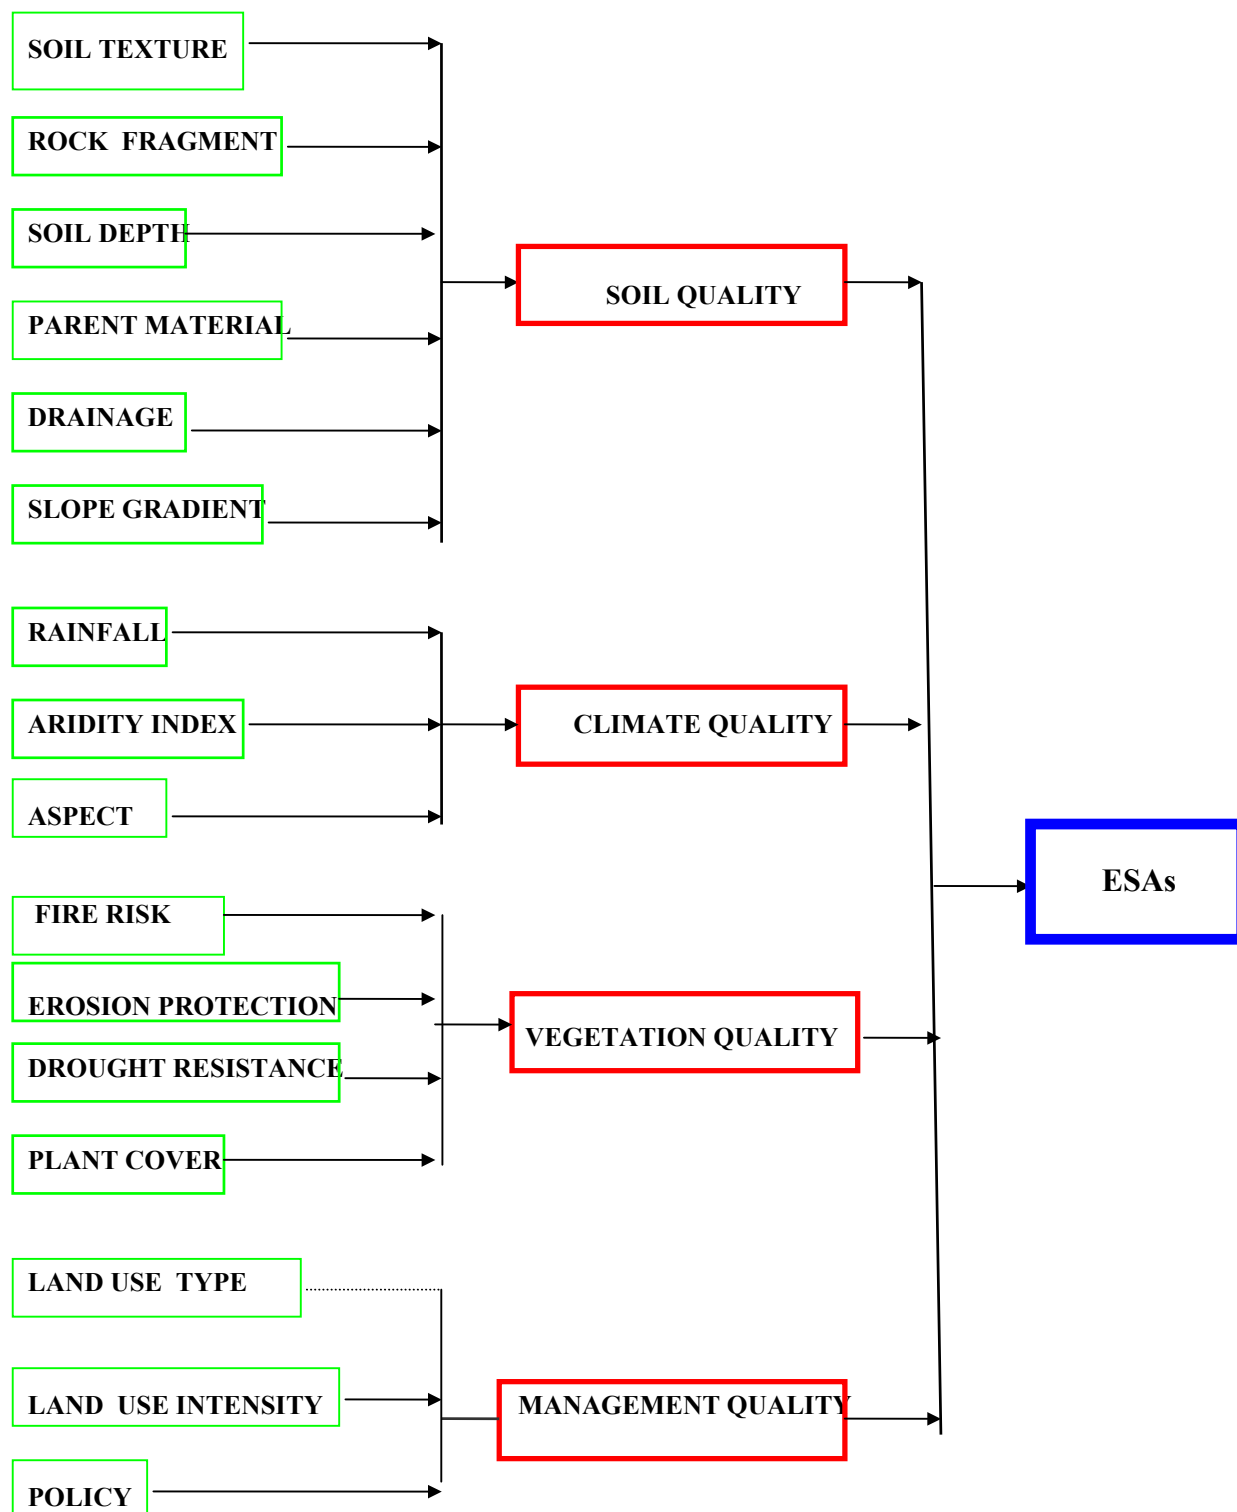 SOIL TEXTURE
ROCK FRAGMENT
SOIL DEPTH
PARENT MATERIAL
DRAINAGE
SLOPE GRADIENT
SOIL QUALITY
RAINFALL
ARIDITY INDEX
ASPECT
CLIMATE QUALITY
FIRE RISK
EROSION PROTECTION
DROUGHT RESISTANCE
PLANT COVER
VEGETATION QUALITY
LAND USE TYPE
LAND USE INTENSITY
POLICY
MANAGEMENT QUALITY
ESAs